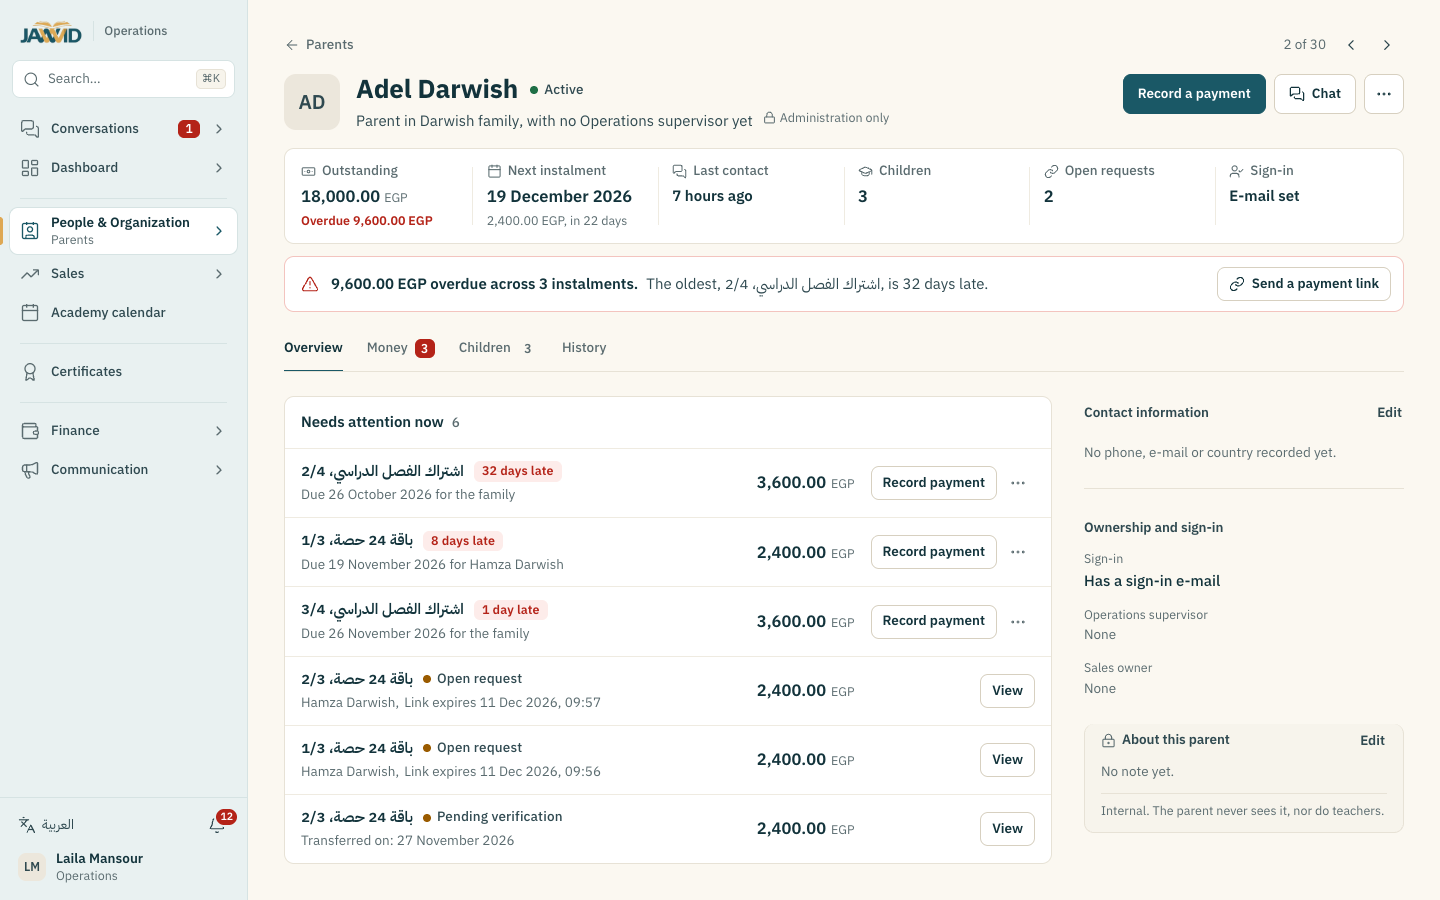 JAWID
Operations
Search...
⌘K
Conversations
1
Dashboard
People & Organization
Parents
Sales
Academy calendar
Certificates
Finance
Communication
العربية
12
LM
Laila Mansour
Operations
Parents
2 of 30
AD
Adel Darwish
Active
Parent in Darwish family, with no Operations supervisor yet
Administration only
Record a payment
Chat
Outstanding
18,000.00 EGP
Overdue 9,600.00 EGP
Next instalment
19 December 2026
2,400.00 EGP, in 22 days
Last contact
7 hours ago
Children
3
Open requests
2
Sign-in
E-mail set
9,600.00 EGP overdue across 3 instalments. The oldest, اشتراك الفصل الدراسي، 2/4, is 32 days late.
Send a payment link
Overview
Money 3
Children 3
History
Needs attention now 6
اشتراك الفصل الدراسي، 2/4
32 days late
Due 26 October 2026 for the family
3,600.00 EGP
Record payment
باقة 24 حصة، 1/3
8 days late
Due 19 November 2026 for Hamza Darwish
2,400.00 EGP
Record payment
اشتراك الفصل الدراسي، 3/4
1 day late
Due 26 November 2026 for the family
3,600.00 EGP
Record payment
باقة 24 حصة، 2/3
Open request
Hamza Darwish, Link expires 11 Dec 2026, 09:57
2,400.00 EGP
View
باقة 24 حصة، 1/3
Open request
Hamza Darwish, Link expires 11 Dec 2026, 09:56
2,400.00 EGP
View
باقة 24 حصة، 2/3
Pending verification
Transferred on: 27 November 2026
2,400.00 EGP
View
Contact information
Edit
No phone, e-mail or country recorded yet.
Ownership and sign-in
Sign-in
Has a sign-in e-mail
Operations supervisor
None
Sales owner
None
About this parent
Edit
No note yet.
Internal. The parent never sees it, nor do teachers.